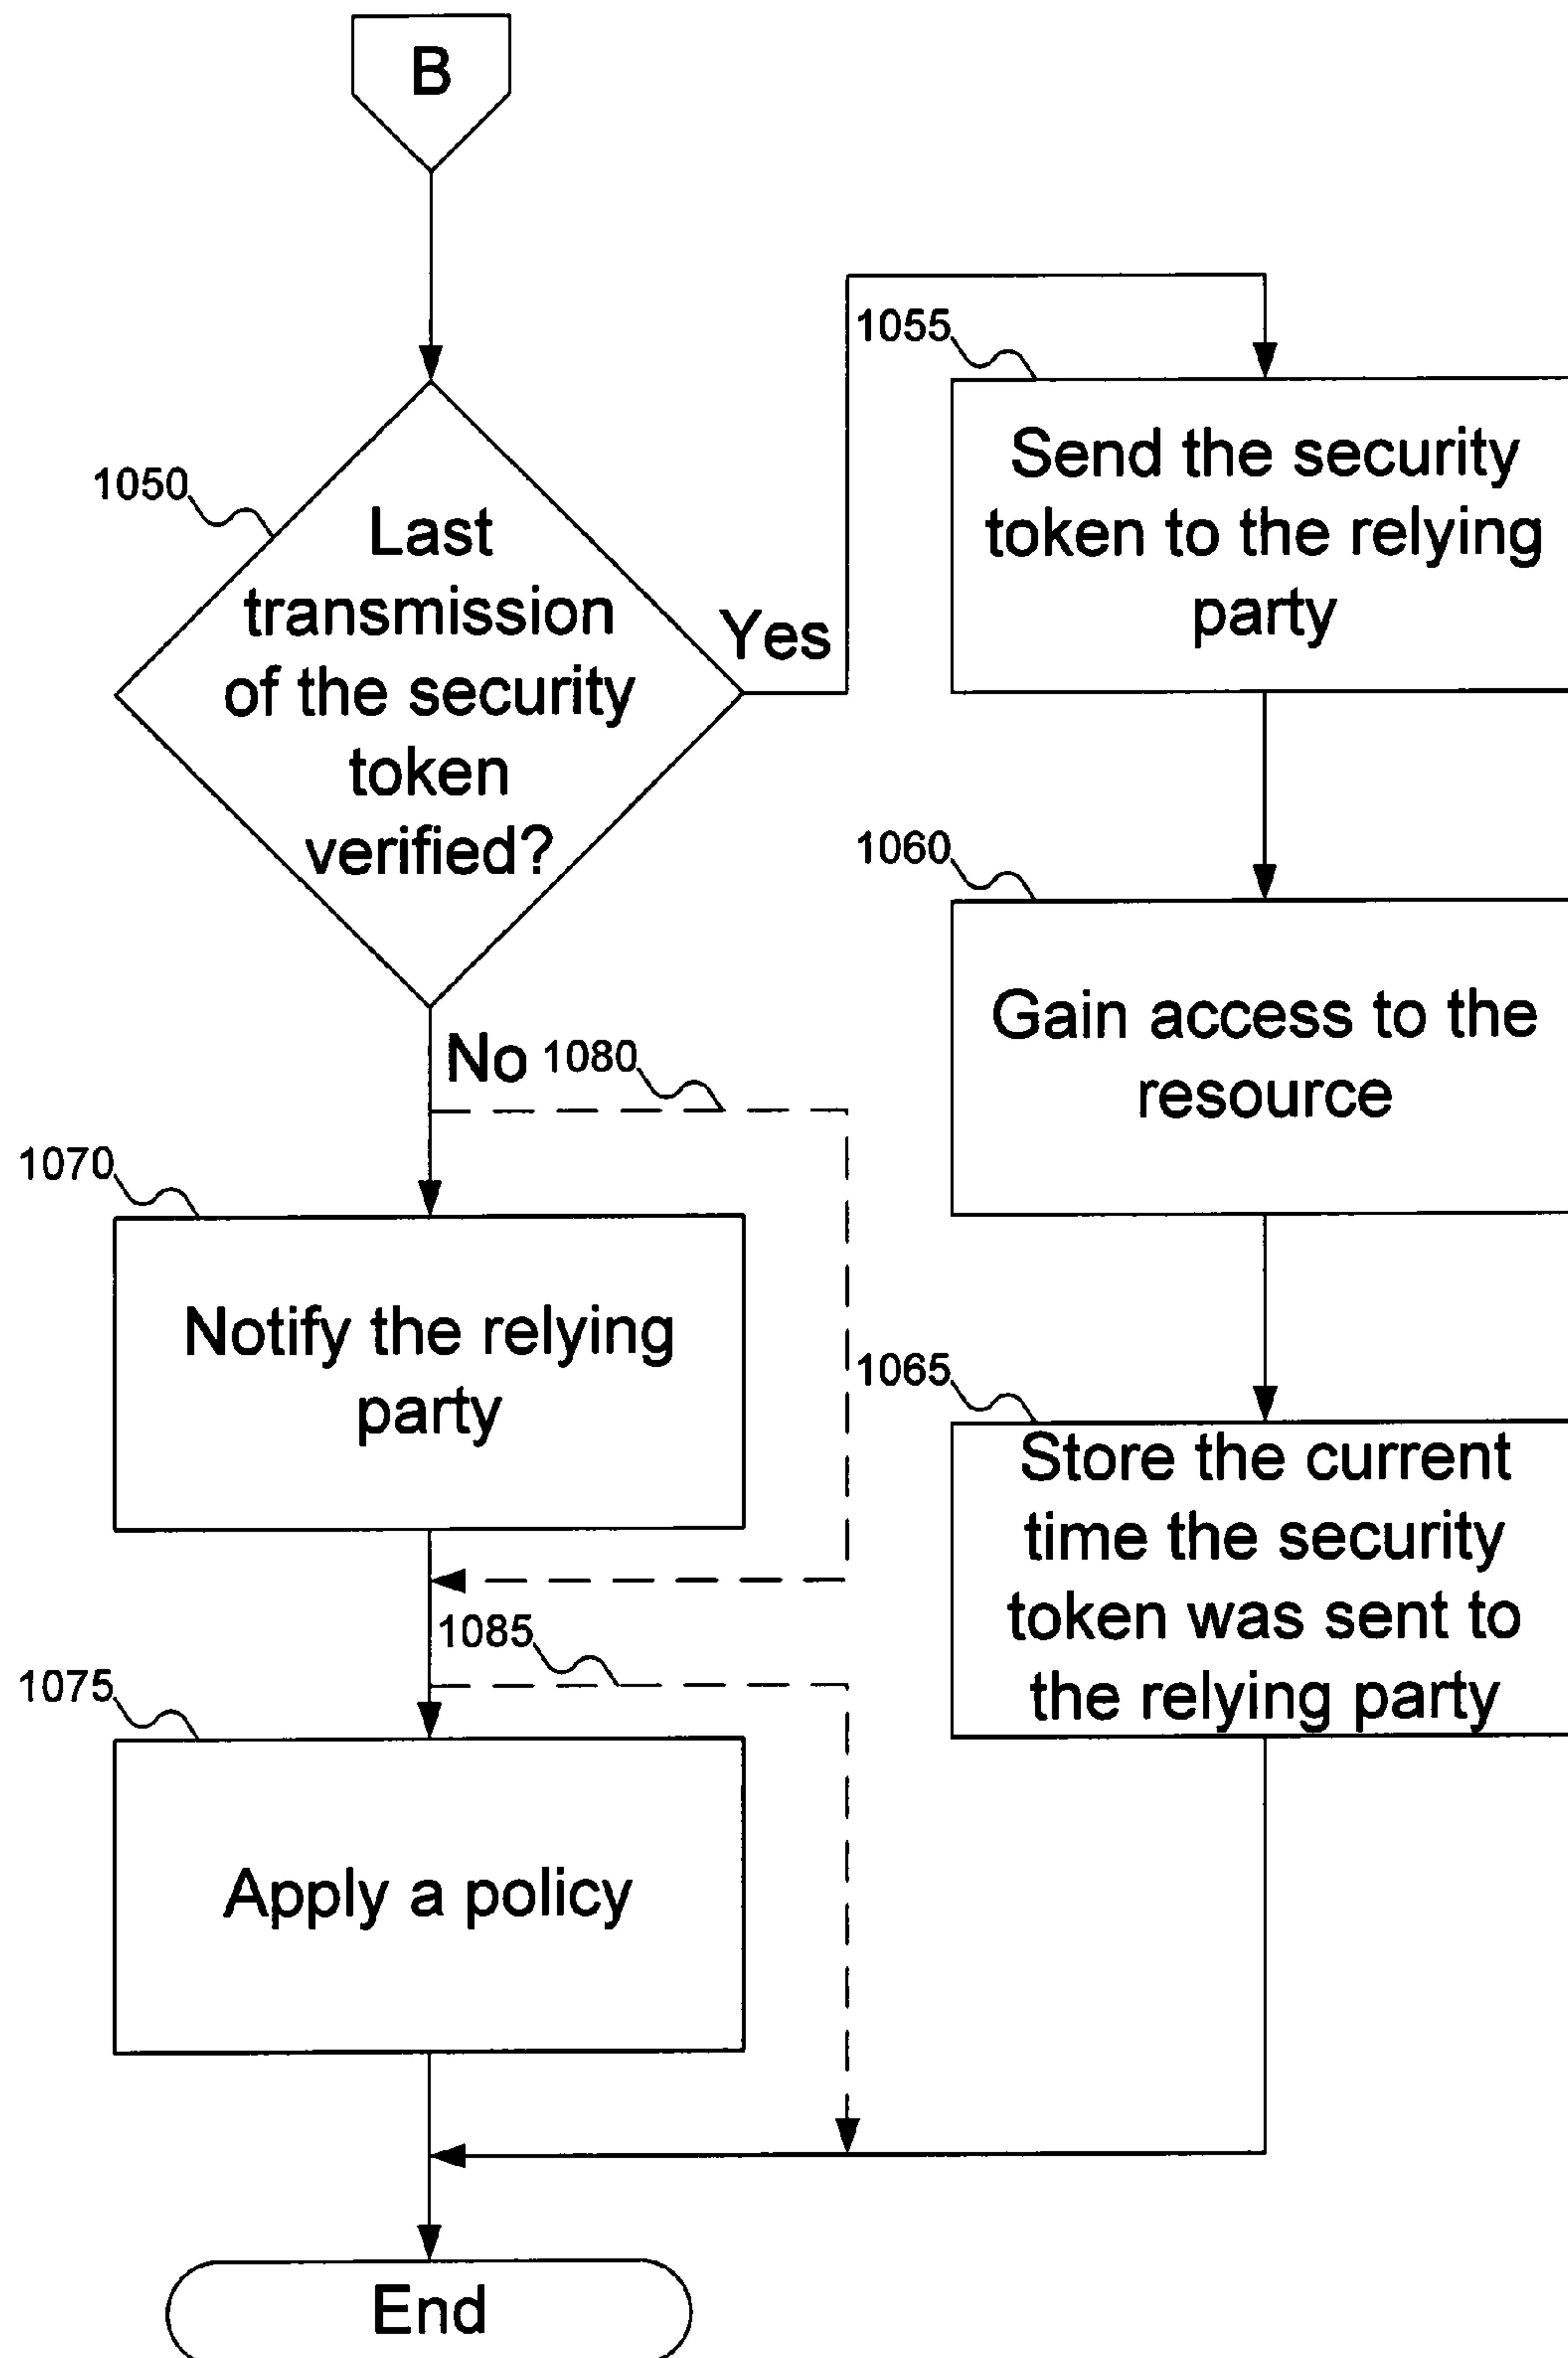 B
1050
Last
transmission
of the security
token
verified?
Yes
1055
Send the security
token to the relying
party
1060
Gain access to the
resource
1065
Store the current
time the security
token was sent to
the relying party
No
1080
1070
Notify the relying
party
1085
1075
Apply a policy
End